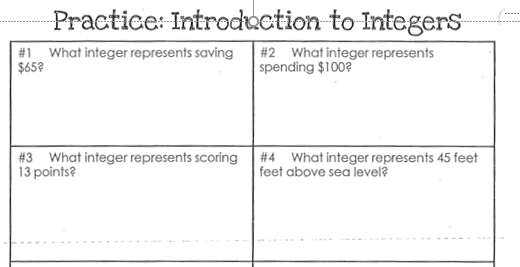 Practice: Introduction to Integers
#1 What integer represents saving
$65?
#2 What integer represents
spending $100?
#3 What integer represents scoring
13 points?
#4 What integer represents 45 feet
feet above sea level?